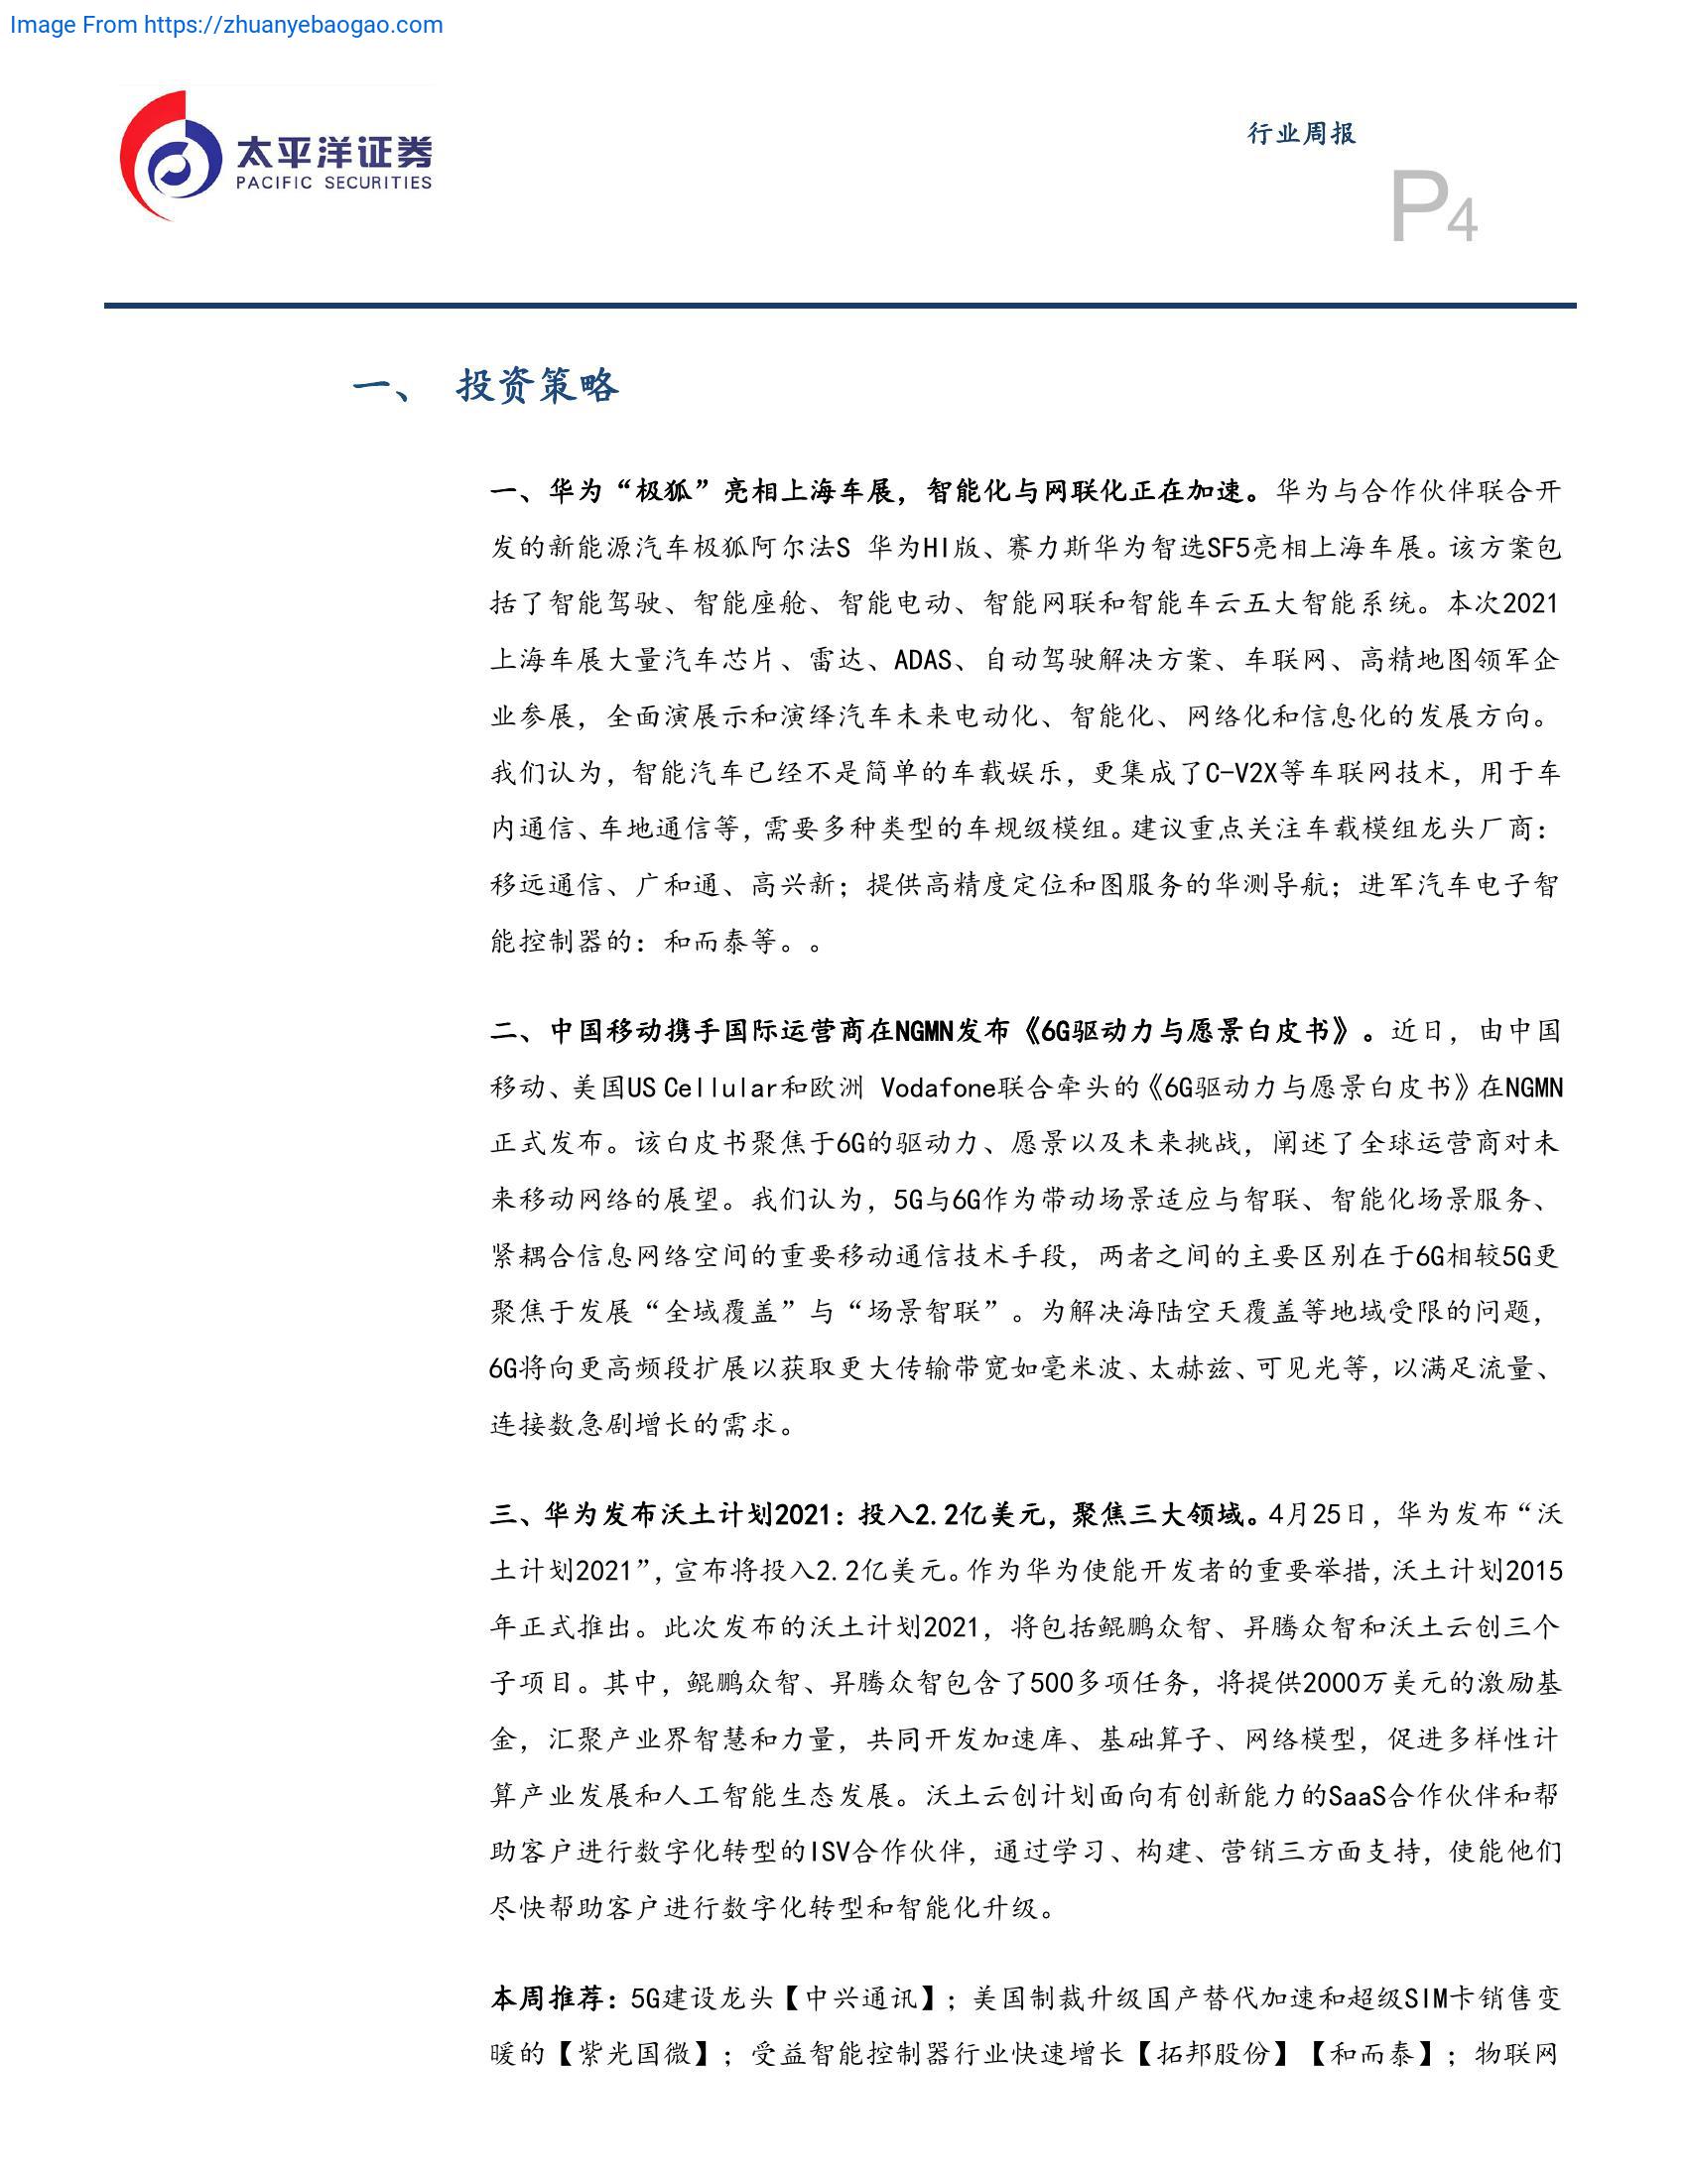 Image From https://zhuanyebaogao.com
太平洋证券
PACIFIC SECURITIES
行业周报
P4
一、 投资策略
一、华为“极狐”亮相上海车展，智能化与网联化正在加速。华为与合作伙伴联合开
发的新能源汽车极狐阿尔法S 华为HI版、赛力斯华为智选SF5亮相上海车展。该方案包
括了智能驾驶、智能座舱、智能电动、智能网联和智能车云五大智能系统。本次2021
上海车展大量汽车芯片、雷达、ADAS、自动驾驶解决方案、车联网、高精地图领军企
业参展，全面演展示和演绎汽车未来电动化、智能化、网络化和信息化的发展方向。
我们认为，智能汽车已经不是简单的车载娱乐，更集成了C-V2X等车联网技术，用于车
内通信、车地通信等，需要多种类型的车规级模组。建议重点关注车载模组龙头厂商：
移远通信、广和通、高兴新；提供高精度定位和图服务的华测导航；进军汽车电子智
能控制器的：和而泰等。。
二、中国移动携手国际运营商在NGMN发布《6G驱动力与愿景白皮书》。近日，由中国
移动、美国US Cellular和欧洲 Vodafone联合牵头的《6G驱动力与愿景白皮书》在NGMN
正式发布。该白皮书聚焦于6G的驱动力、愿景以及未来挑战，阐述了全球运营商对未
来移动网络的展望。我们认为，5G与6G作为带动场景适应与智联、智能化场景服务、
紧耦合信息网络空间的重要移动通信技术手段，两者之间的主要区别在于6G相较5G更
聚焦于发展“全域覆盖”与“场景智联”。为解决海陆空天覆盖等地域受限的问题，
6G将向更高频段扩展以获取更大传输带宽如毫米波、太赫兹、可见光等，以满足流量、
连接数急剧增长的需求。
三、华为发布沃土计划2021：投入2.2亿美元，聚焦三大领域。4月25日，华为发布“沃
土计划2021”，宣布将投入2.2亿美元。作为华为使能开发者的重要举措，沃土计划2015
年正式推出。此次发布的沃土计划2021，将包括鲲鹏众智、昇腾众智和沃土云创三个
子项目。其中，鲲鹏众智、昇腾众智包含了500多项任务，将提供2000万美元的激励基
金，汇聚产业界智慧和力量，共同开发加速库、基础算子、网络模型，促进多样性计
算产业发展和人工智能生态发展。沃土云创计划面向有创新能力的SaaS合作伙伴和帮
助客户进行数字化转型的ISV合作伙伴，通过学习、构建、营销三方面支持，使能他们
尽快帮助客户进行数字化转型和智能化升级。
本周推荐：5G建设龙头【中兴通讯】；美国制裁升级国产替代加速和超级SIM卡销售变
暖的【紫光国微】；受益智能控制器行业快速增长【拓邦股份】【和而泰】；物联网